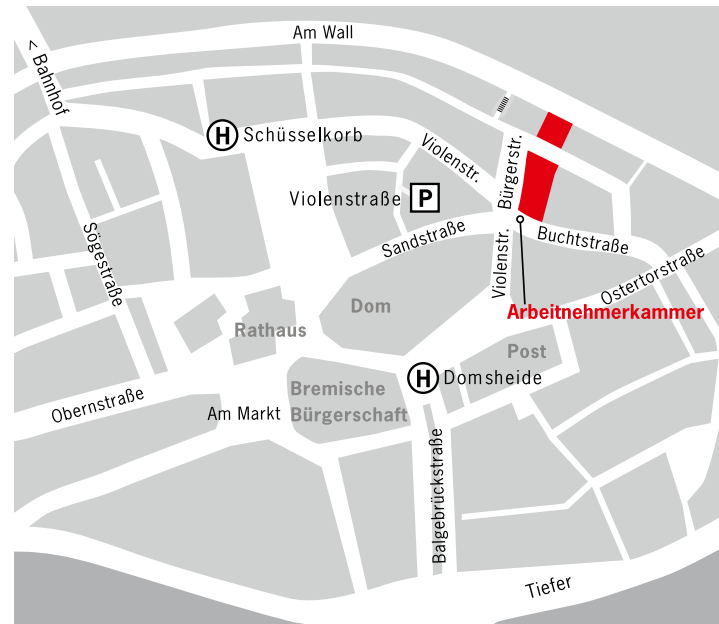 Am Wall
< Bahnhof
H Schüsselkorb
Violenstr.
Bürgerstr.
Violenstraße P
Sögestraße
Sandstraße
Violenstr.
Buchtstraße
Ostertorstraße
Arbeitnehmerkammer
Dom
Rathaus
Post
H Domsheide
Bremische
Bürgerschaft
Obernstraße
Am Markt
Balgebrückstraße
Tiefer